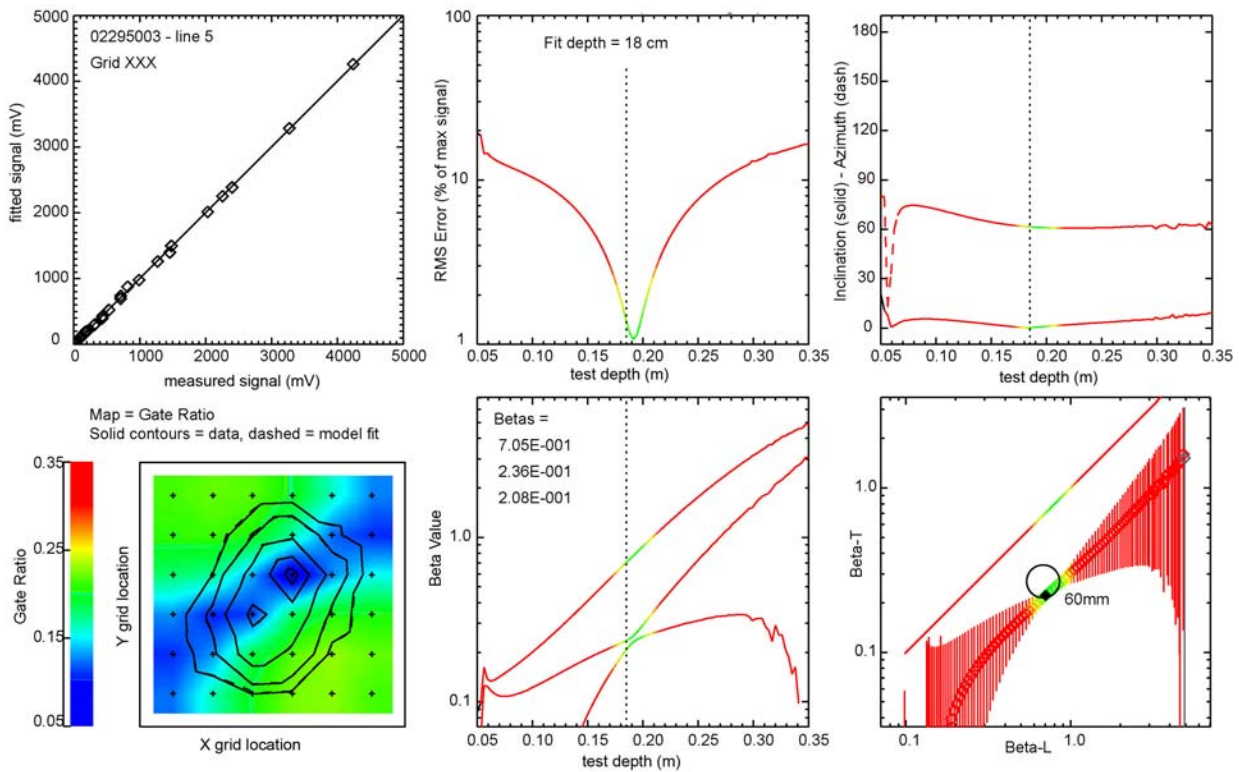 02295003 - line 5
Grid XXX
fitted signal (mV)
5000
4000
3000
2000
1000
0
0
1000
2000
3000
4000
5000
measured signal (mV)
Fit depth = 18 cm
RMS Error (% of max signal)
100
10
1
0.05
0.10
0.15
0.20
0.25
0.30
0.35
test depth (m)
Inclination (solid) - Azimuth (dash)
180
150
120
90
60
30
0
0.05
0.10
0.15
0.20
0.25
0.30
0.35
test depth (m)
Map = Gate Ratio
Solid contours = data, dashed = model fit
Gate Ratio
0.35
0.25
0.15
0.05
Y grid location
X grid location
Betas =
7.05E-001
2.36E-001
2.08E-001
Beta Value
1.0
0.1
0.05
0.10
0.15
0.20
0.25
0.30
0.35
test depth (m)
Beta-T
1.0
0.1
60mm
0.1
1.0
Beta-L